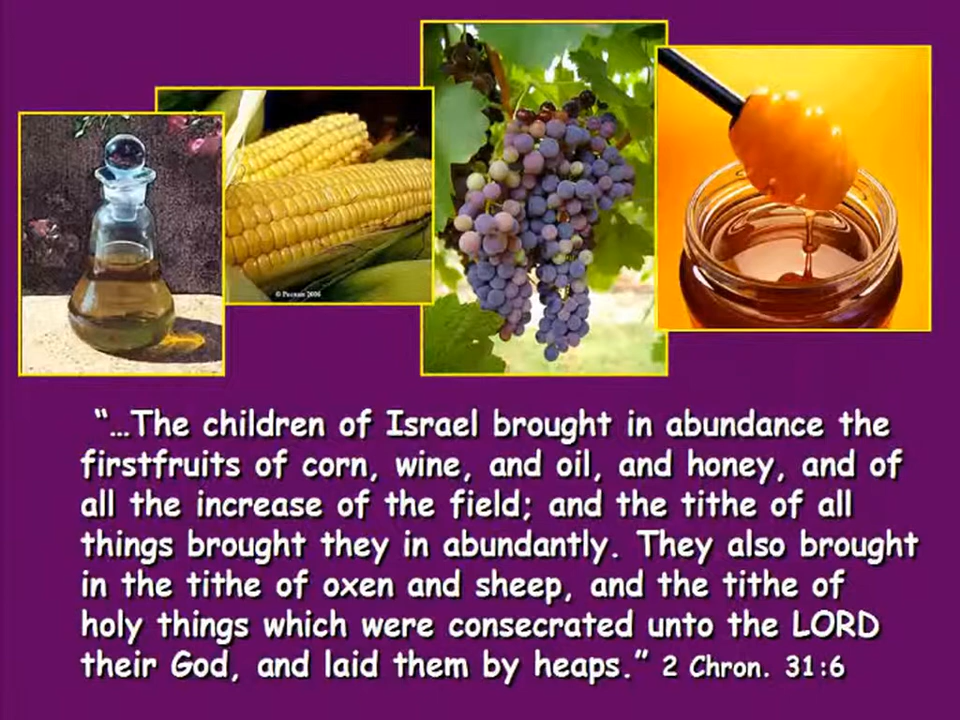 © Pacnam 2006
“…The children of Israel brought in abundance the
firstfruits of corn, wine, and oil, and honey, and of
all the increase of the field; and the tithe of all
things brought they in abundantly. They also brought
in the tithe of oxen and sheep, and the tithe of
holy things which were consecrated unto the LORD
their God, and laid them by heaps.” 2 Chron. 31:6